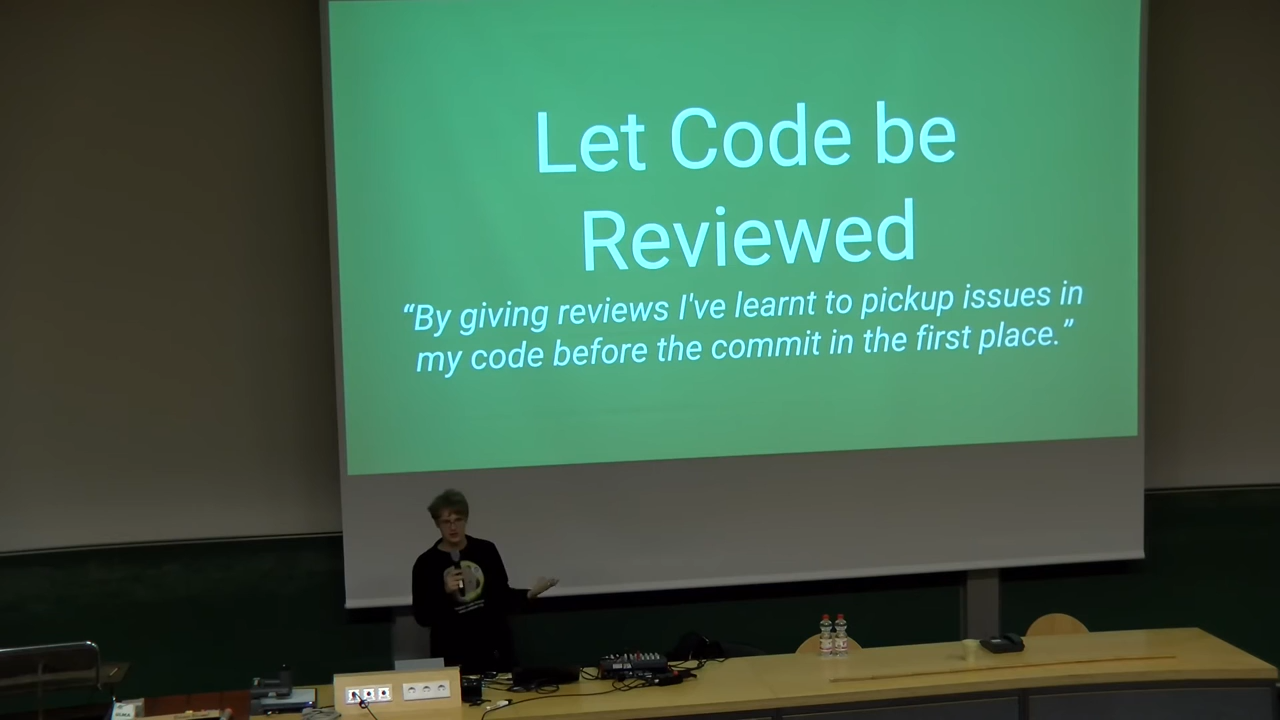 Let Code be
Reviewed
“By giving reviews I've learnt to pickup issues in
my code before the commit in the first place.”